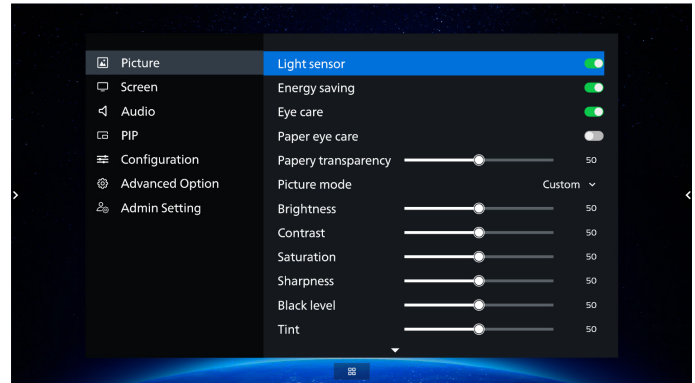 Picture
Screen
Audio
PIP
Configuration
Advanced Option
Admin Setting
Light sensor
Energy saving
Eye care
Paper eye care
Papery transparency 50
Picture mode Custom
Brightness 50
Contrast 50
Saturation 50
Sharpness 50
Black level 50
Tint 50